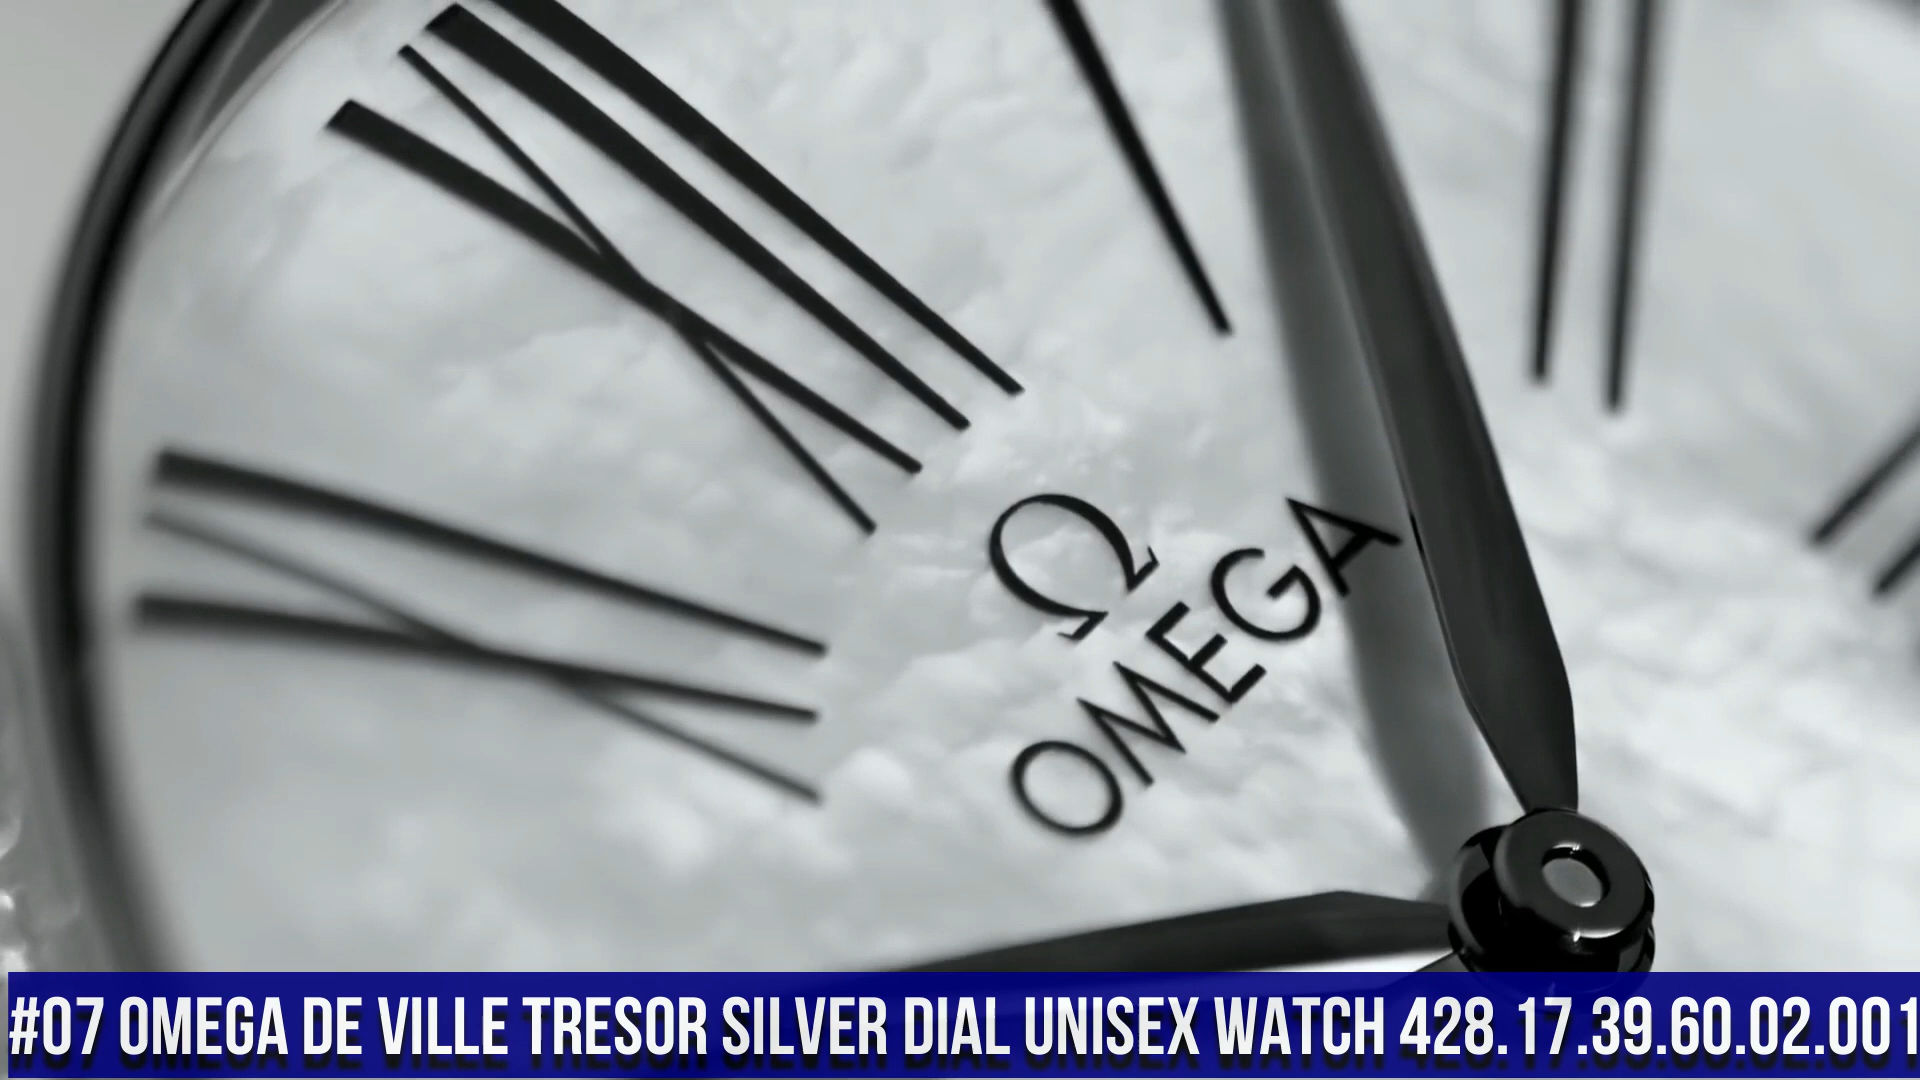 Ω
OMEGA
#07 OMEGA DE VILLE TRESOR SILVER DIAL UNISEX WATCH 428.17.39.60.02.001